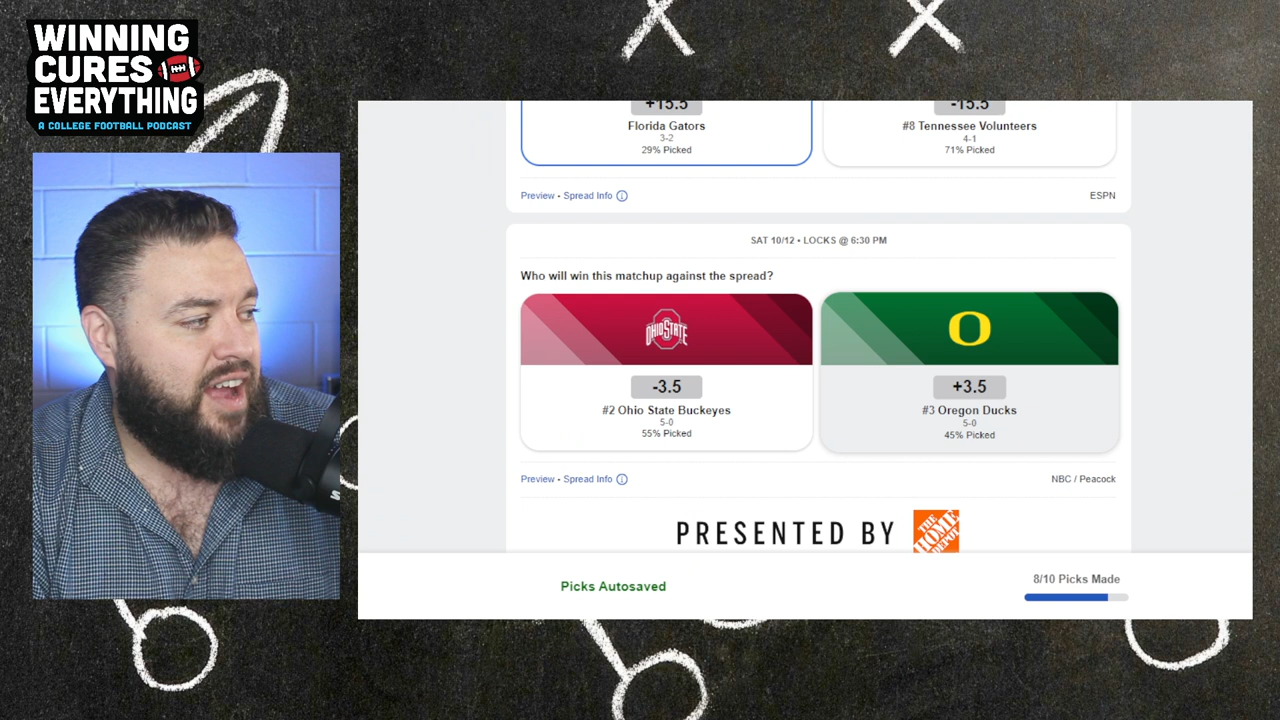 WINNING
CURES
EVERYTHING
A COLLEGE FOOTBALL PODCAST
+15.5
Florida Gators
3-2
29% Picked
-15.5
#8 Tennessee Volunteers
4-1
71% Picked
Preview • Spread Info
ESPN
SAT 10/12 • LOCKS @ 6:30 PM
Who will win this matchup against the spread?
OHIO STATE
-3.5
#2 Ohio State Buckeyes
5-0
55% Picked
O
+3.5
#3 Oregon Ducks
5-0
45% Picked
Preview • Spread Info
NBC / Peacock
PRESENTED BY
THE HOME DEPOT
Picks Autosaved
8/10 Picks Made